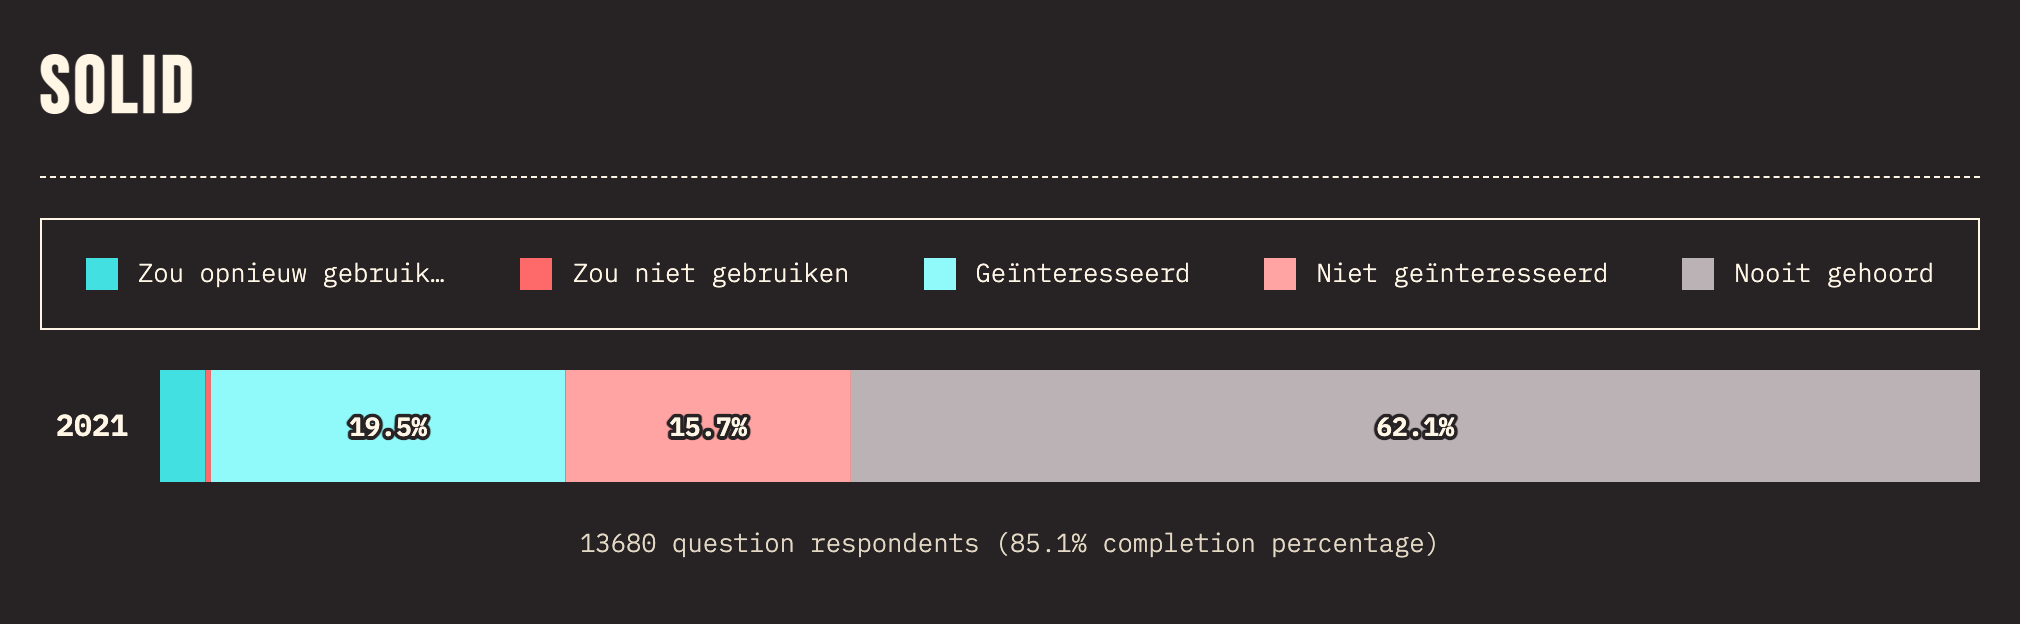 SOLID
Zou opnieuw gebruik… Zou niet gebruiken Geïnteresseerd Niet geïnteresseerd Nooit gehoord
2021 19.5% 15.7% 62.1%
13680 question respondents (85.1% completion percentage)